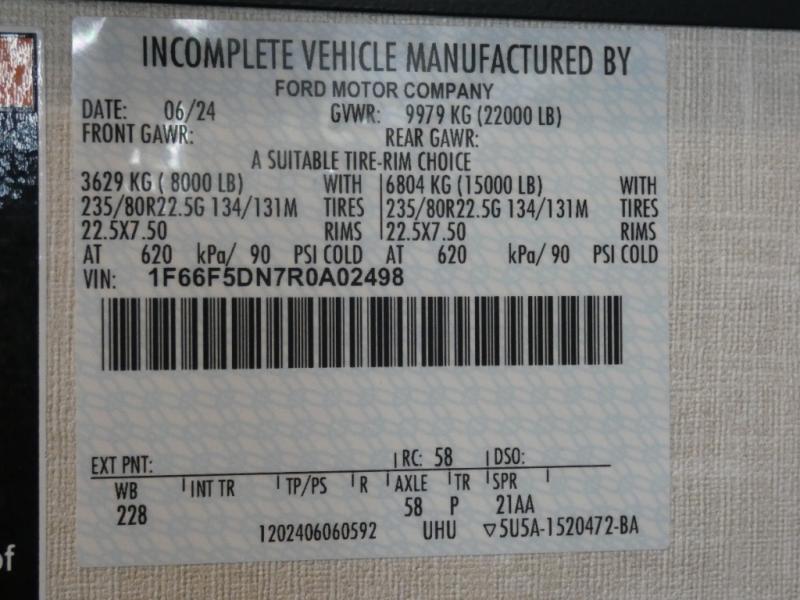 INCOMPLETE VEHICLE MANUFACTURED BY
FORD MOTOR COMPANY
DATE: 06/24 GVWR: 9979 KG (22000 LB)
FRONT GAWR: REAR GAWR:
A SUITABLE TIRE-RIM CHOICE
3629 KG ( 8000 LB) WITH 6804 KG (15000 LB) WITH
235/80R22.5G 134/131M TIRES 235/80R22.5G 134/131M TIRES
22.5X7.50 RIMS 22.5X7.50 RIMS
AT 620 kPa/ 90 PSI COLD AT 620 kPa/ 90 PSI COLD
VIN: 1F66F5DN7R0A02498
EXT PNT: RC: 58 DSO:
WB INT TR TP/PS R AXLE TR SPR
228 58 P 21AA
1202406060592 UHU ▽5U5A-1520472-BA
of